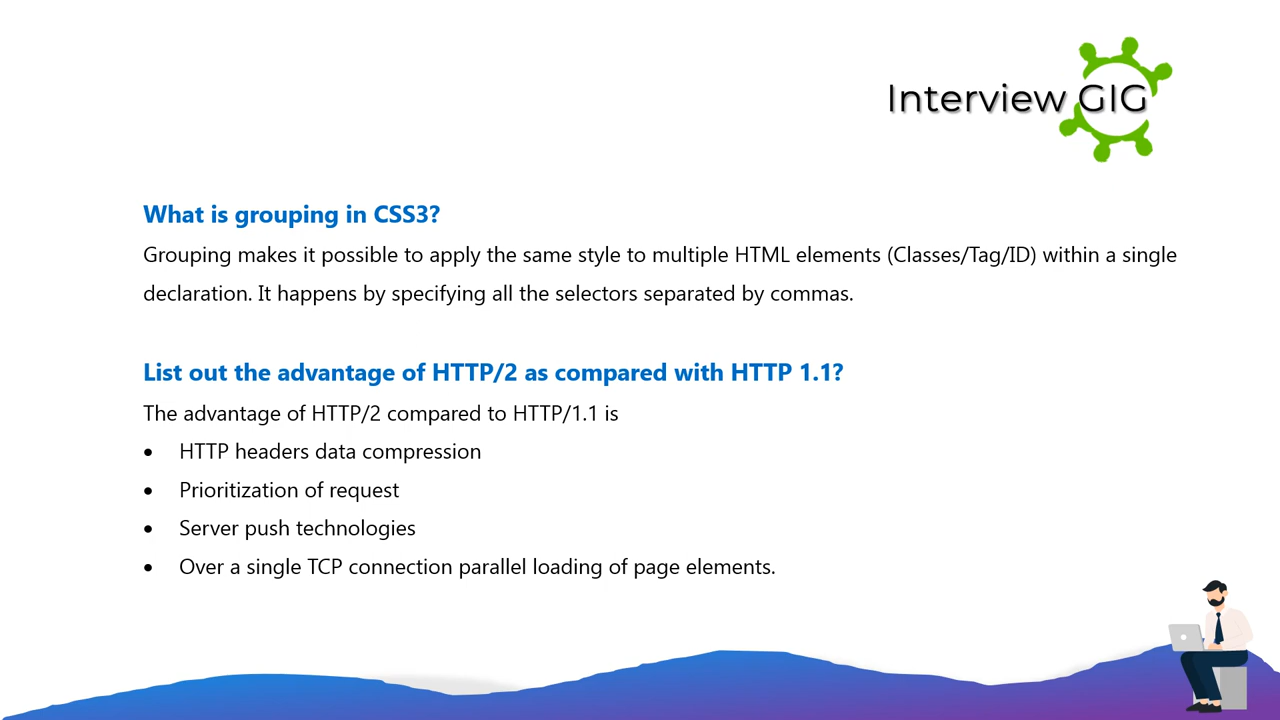 Interview GIG
What is grouping in CSS3?
Grouping makes it possible to apply the same style to multiple HTML elements (Classes/Tag/ID) within a single
declaration. It happens by specifying all the selectors separated by commas.
List out the advantage of HTTP/2 as compared with HTTP 1.1?
The advantage of HTTP/2 compared to HTTP/1.1 is
• HTTP headers data compression
• Prioritization of request
• Server push technologies
• Over a single TCP connection parallel loading of page elements.